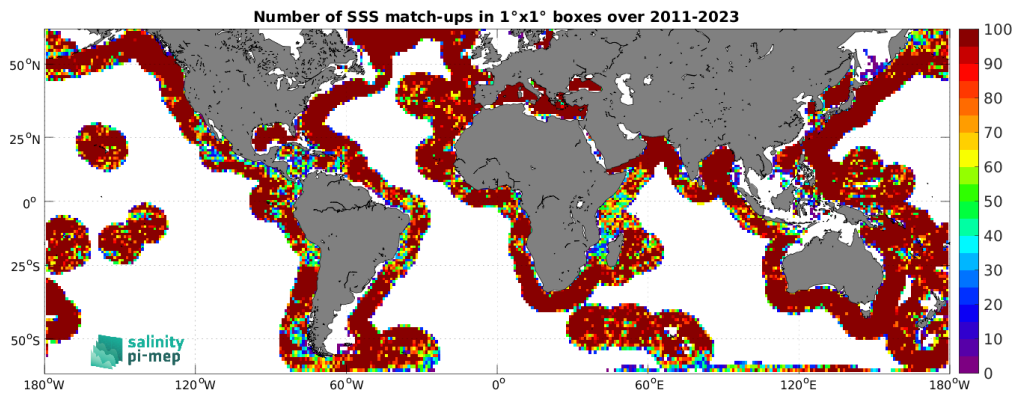 Number of SSS match-ups in 1°x1° boxes over 2011-2023
50°N
25°N
0°
25°S
50°S
180°W
120°W
60°W
0°
60°E
120°E
180°W
100
90
80
70
60
50
40
30
20
10
0
salinity
pi-mep